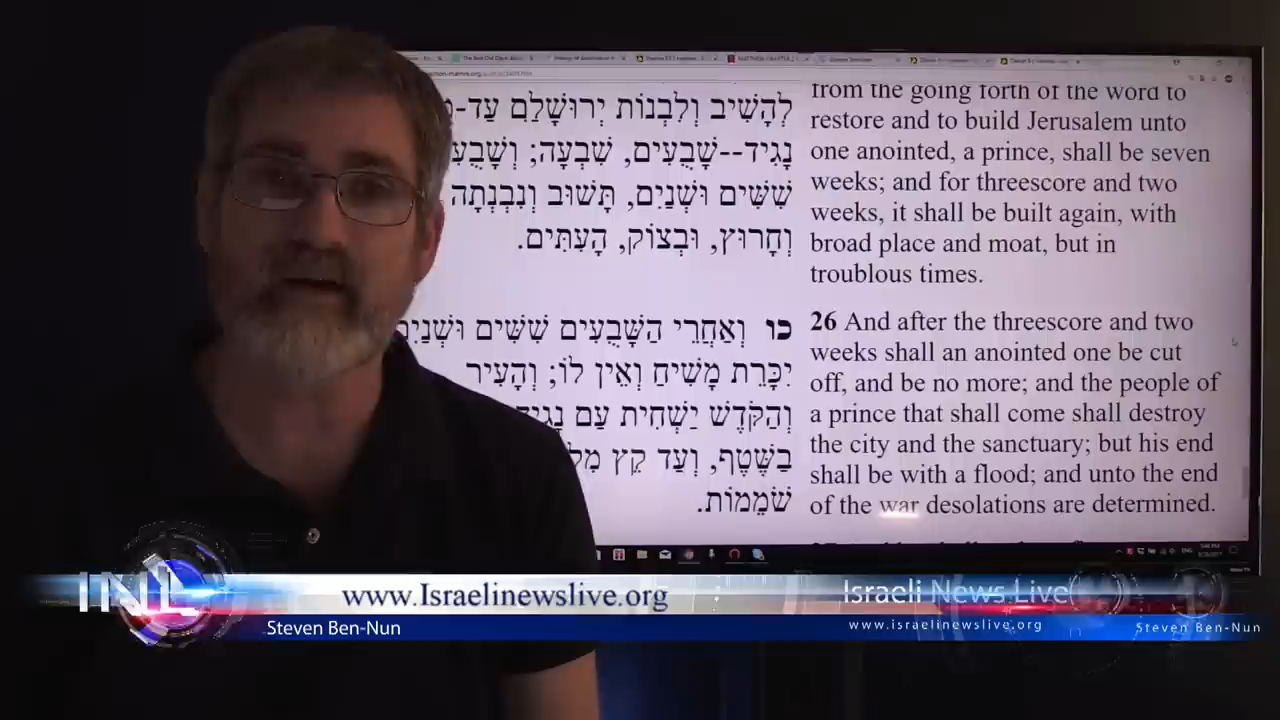 לְהָשִׁיב וְלִבְנוֹת יְרוּשָׁלִַם עַד-
נָגִיד--שָׁבֻעִים, שִׁבְעָה;
שִׁשִּׁים וּשְׁנַיִם, תָּשׁוּב וְנִבְנְתָה
וְחָרוּץ, וּבְצוֹק, הָעִתִּים.
כו וְאַחֲרֵי הַשָּׁבֻעִים שִׁשִּׁים
יִכָּרֵת מָשִׁיחַ וְאֵין לוֹ; וְהָעִיר
וְהַקֹּדֶשׁ יַשְׁחִית עַם
בַשֶּׁטֶף, וְעַד קֵץ
שֹׁמֵמוֹת.
from the going forth of the word to
restore and to build Jerusalem unto
one anointed, a prince, shall be seven
weeks; and for threescore and two
weeks, it shall be built again, with
broad place and moat, but in
troublous times.
26 And after the threescore and two
weeks shall an anointed one be cut
off, and be no more; and the people of
a prince that shall come shall destroy
the city and the sanctuary; but his end
shall be with a flood; and unto the end
of the war desolations are determined.
INL
www.Israelinewslive.org
Steven Ben-Nun
Israeli News Live
www.israelinewslive.org
Steven Ben-Nun